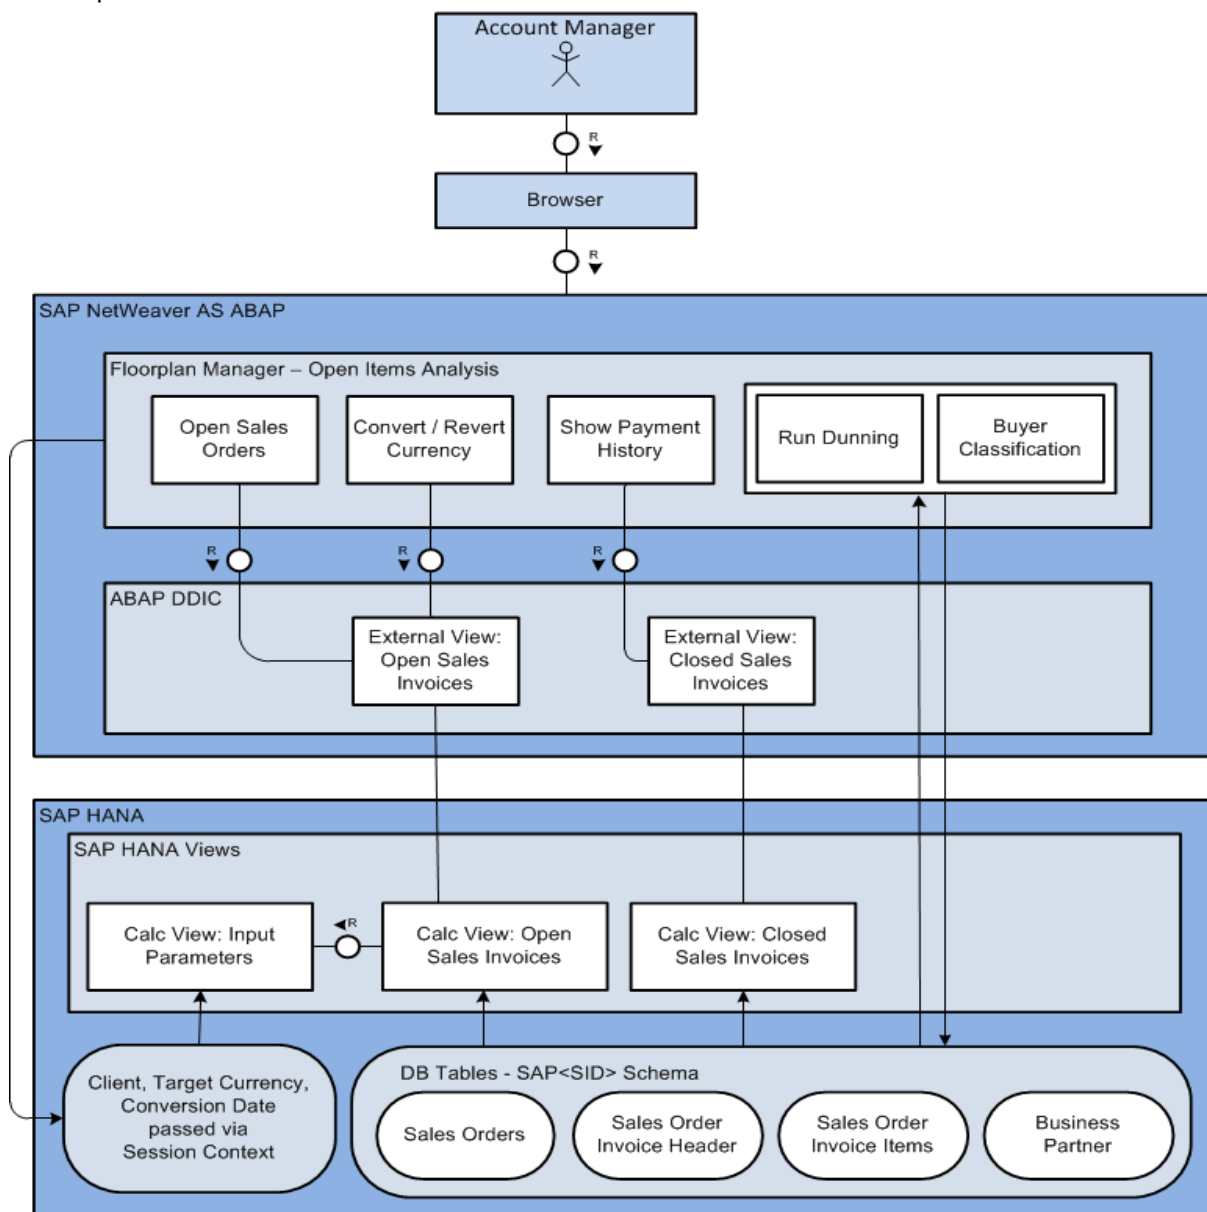 Account Manager
R
Browser
R
SAP NetWeaver AS ABAP
Floorplan Manager – Open Items Analysis
Open Sales
Orders
Convert / Revert
Currency
Show Payment
History
Run Dunning
Buyer
Classification
R
R
R
ABAP DDIC
External View:
Open Sales
Invoices
External View:
Closed Sales
Invoices
SAP HANA
SAP HANA Views
Calc View: Input
Parameters
R
Calc View: Open
Sales Invoices
Calc View: Closed
Sales Invoices
Client, Target Currency,
Conversion Date
passed via
Session Context
DB Tables - SAP<SID> Schema
Sales Orders
Sales Order
Invoice Header
Sales Order
Invoice Items
Business
Partner